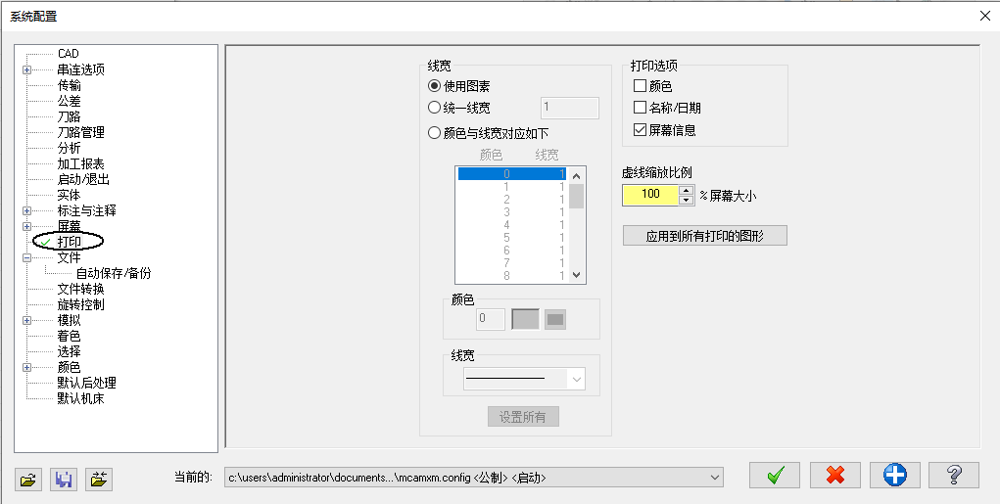 系统配置
CAD
串连选项
传输
公差
刀路
刀路管理
分析
加工报表
启动/退出
实体
标注与注释
屏幕
打印
文件
自动保存/备份
文件转换
旋转控制
模拟
着色
选择
颜色
默认后处理
默认机床
线宽
使用图素
统一线宽 1
颜色与线宽对应如下
颜色 线宽
0 1
1 1
2 1
3 1
4 1
5 1
6 1
7 1
8 1
颜色
0
线宽
设置所有
打印选项
颜色
名称/日期
屏幕信息
虚线缩放比例
100 % 屏幕大小
应用到所有打印的图形
当前的: c:\users\administrator\documents...\mcamxm.config <公制> <启动>